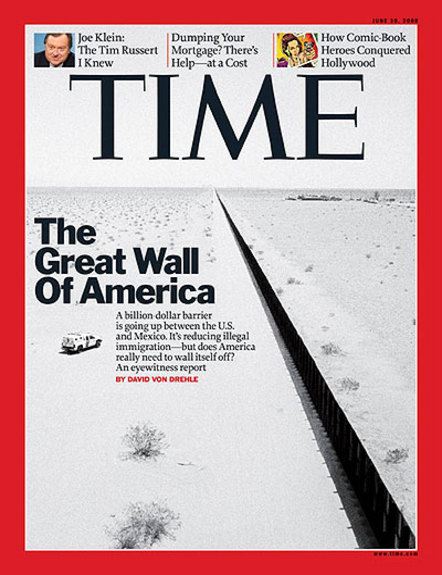 JUNE 30, 2008
Joe Klein:
The Tim Russert
I Knew
Dumping Your
Mortgage? There's
Help—at a Cost
How Comic-Book
Heroes Conquered
Hollywood
TIME
The
Great Wall
Of America
A billion dollar barrier
is going up between the U.S.
and Mexico. It's reducing illegal
immigration—but does America
really need to wall itself off?
An eyewitness report
BY DAVID VON DREHLE
www.time.com